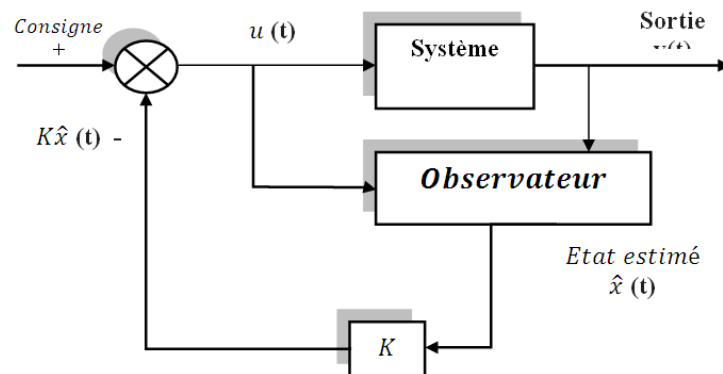 Consigne
+
u (t)
Système
Sortie
Kx̂ (t) -
Observateur
Etat estimé
x̂ (t)
K